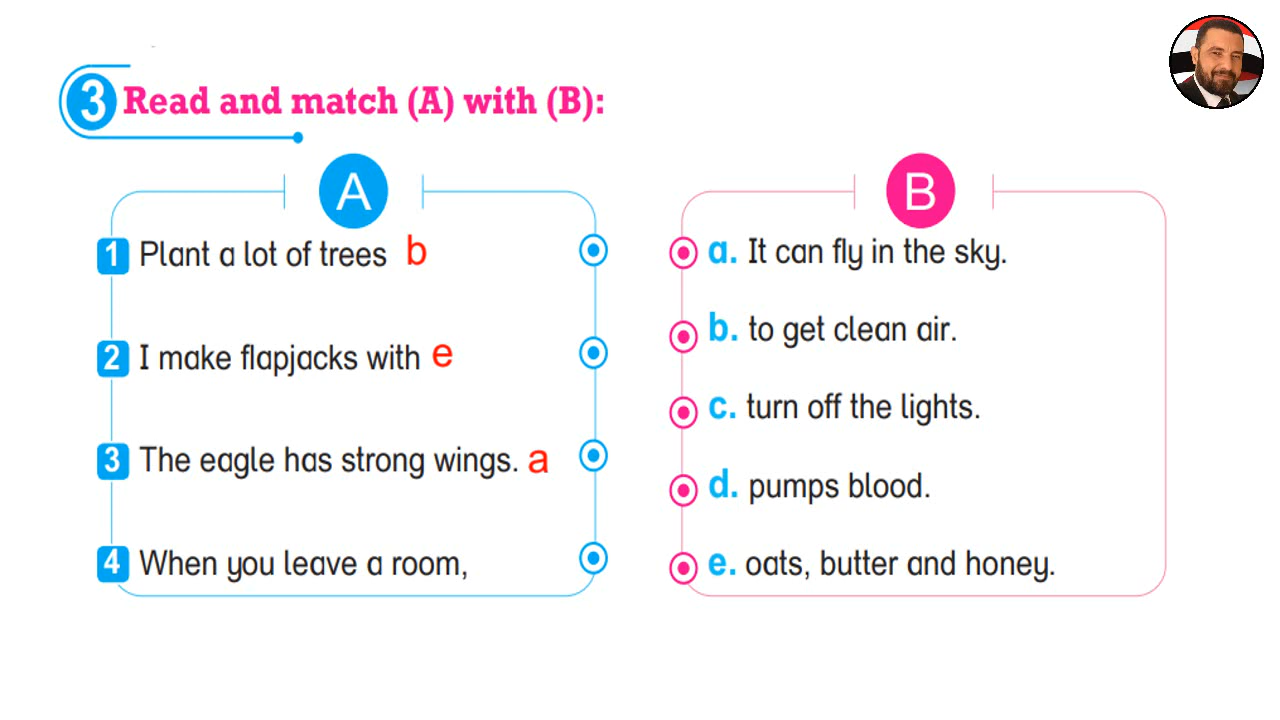 3 Read and match (A) with (B):
A
1 Plant a lot of trees b
2 I make flapjacks with e
3 The eagle has strong wings. a
4 When you leave a room,
B
a. It can fly in the sky.
b. to get clean air.
c. turn off the lights.
d. pumps blood.
e. oats, butter and honey.